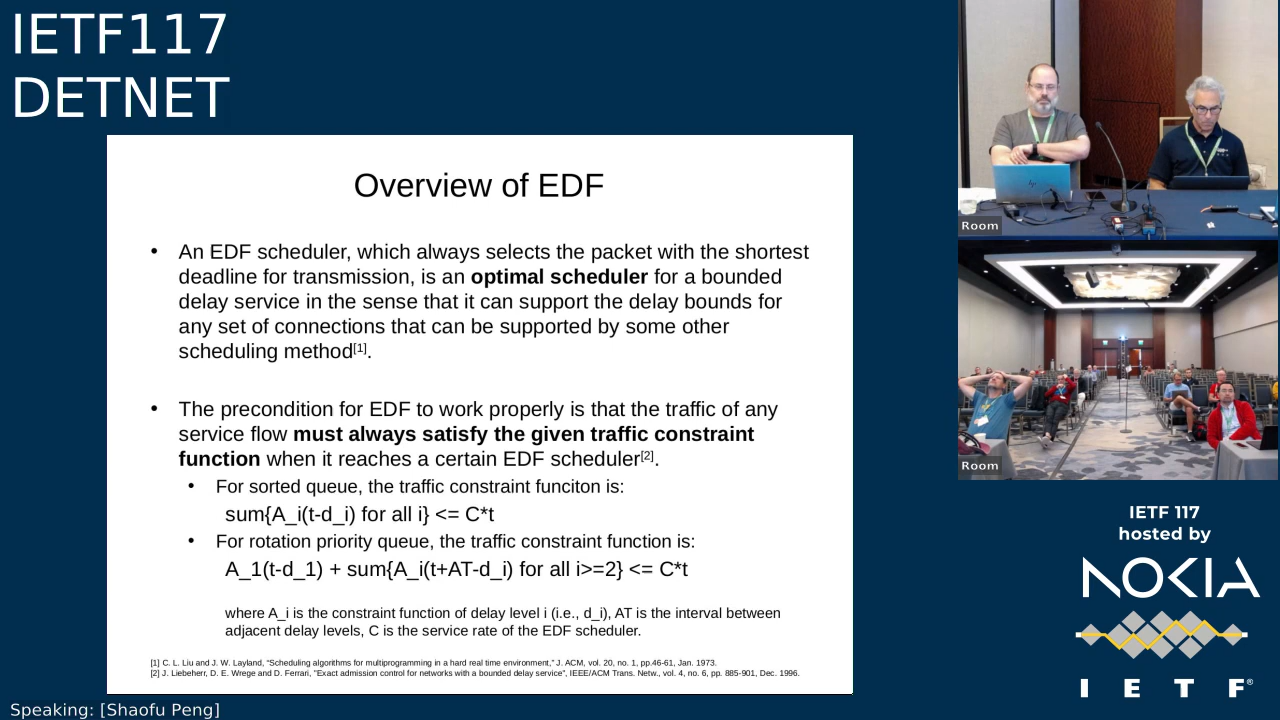 IETF117
DETNET
Overview of EDF
• An EDF scheduler, which always selects the packet with the shortest
deadline for transmission, is an optimal scheduler for a bounded
delay service in the sense that it can support the delay bounds for
any set of connections that can be supported by some other
scheduling method[1].
• The precondition for EDF to work properly is that the traffic of any
service flow must always satisfy the given traffic constraint
function when it reaches a certain EDF scheduler[2].
• For sorted queue, the traffic constraint funciton is:
sum{A_i(t-d_i) for all i} <= C*t
• For rotation priority queue, the traffic constraint function is:
A_1(t-d_1) + sum{A_i(t+AT-d_i) for all i>=2} <= C*t
where A_i is the constraint function of delay level i (i.e., d_i), AT is the interval between
adjacent delay levels, C is the service rate of the EDF scheduler.
[1] C. L. Liu and J. W. Layland, "Scheduling algorithms for multiprogramming in a hard real time environment," J. ACM, vol. 20, no. 1, pp.46-61, Jan. 1973.
[2] J. Liebeherr, D. E. Wrege and D. Ferrari, "Exact admission control for networks with a bounded delay service", IEEE/ACM Trans. Netw., vol. 4, no. 6, pp. 885-901, Dec. 1996.
Room
Room
IETF 117
hosted by
NOKIA
I E T F®
Speaking: [Shaofu Peng]